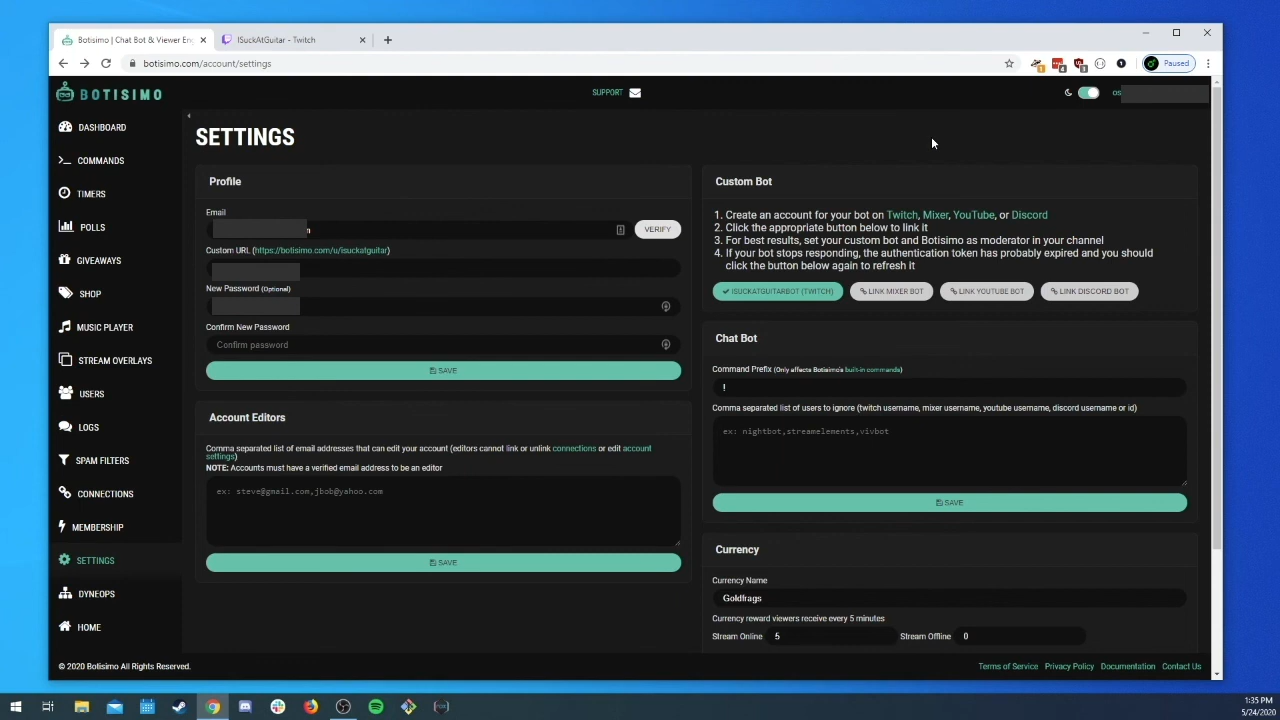 Botisimo | Chat Bot & Viewer En
ISuckAtGuitar - Twitch
botisimo.com/account/settings
Paused
BOTISIMO
SUPPORT
os
DASHBOARD
COMMANDS
TIMERS
POLLS
GIVEAWAYS
SHOP
MUSIC PLAYER
STREAM OVERLAYS
USERS
LOGS
SPAM FILTERS
CONNECTIONS
MEMBERSHIP
SETTINGS
DYNEOPS
HOME
SETTINGS
Profile
Email
VERIFY
Custom URL (https://botisimo.com/u/isuckatguitar)
New Password (Optional)
Confirm New Password
Confirm password
SAVE
Account Editors
Comma separated list of email addresses that can edit your account (editors cannot link or unlink connections or edit account
settings)
NOTE: Accounts must have a verified email address to be an editor
ex: steve@gmail.com,jbob@yahoo.com
SAVE
Custom Bot
1. Create an account for your bot on Twitch, Mixer, YouTube, or Discord
2. Click the appropriate button below to link it
3. For best results, set your custom bot and Botisimo as moderator in your channel
4. If your bot stops responding, the authentication token has probably expired and you should
click the button below again to refresh it
ISUCKATGUITARBOT (TWITCH)
LINK MIXER BOT
LINK YOUTUBE BOT
LINK DISCORD BOT
Chat Bot
Command Prefix (Only affects Botisimo's built-in commands)
!
Comma separated list of users to ignore (twitch username, mixer username, youtube username, discord username or id)
ex: nightbot,streamelements,vivbot
SAVE
Currency
Currency Name
Goldfrags
Currency reward viewers receive every 5 minutes
Stream Online 5 Stream Offline 0
© 2020 Botisimo All Rights Reserved.
Terms of Service Privacy Policy Documentation Contact Us
1:35 PM
5/24/2020